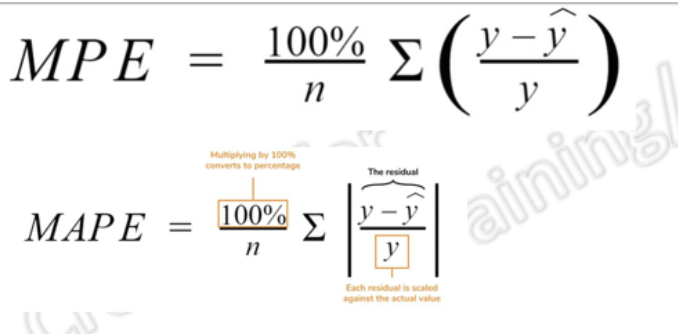 MPE = 100%/n Σ ( (y − ŷ)/y )
Multiplying by 100%
converts to percentage
The residual
MAPE = 100%/n Σ | (y − ŷ)/y |
Each residual is scaled
against the actual value
aining/